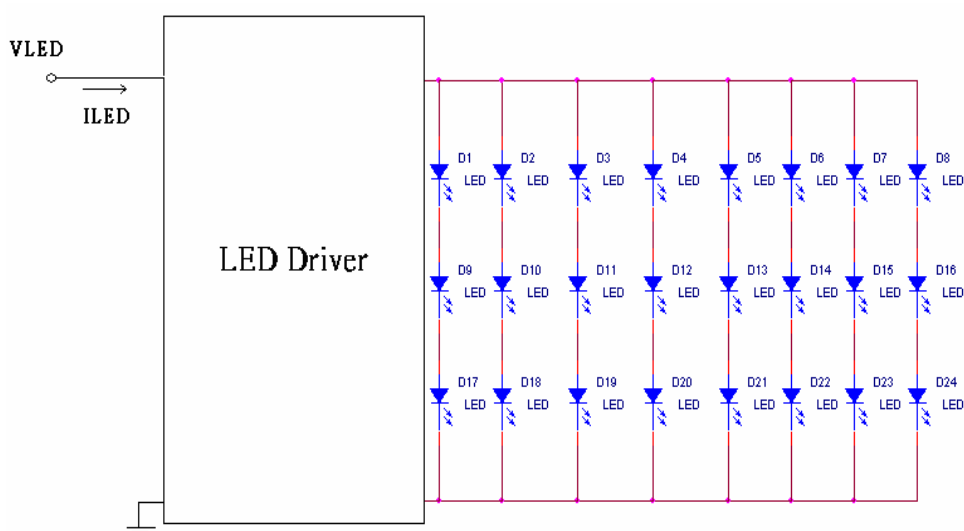 VLED
ILED
LED Driver
D1 D2 D3 D4 D5 D6 D7 D8
LED LED LED LED LED LED LED LED
D9 D10 D11 D12 D13 D14 D15 D16
LED LED LED LED LED LED LED LED
D17 D18 D19 D20 D21 D22 D23 D24
LED LED LED LED LED LED LED LED